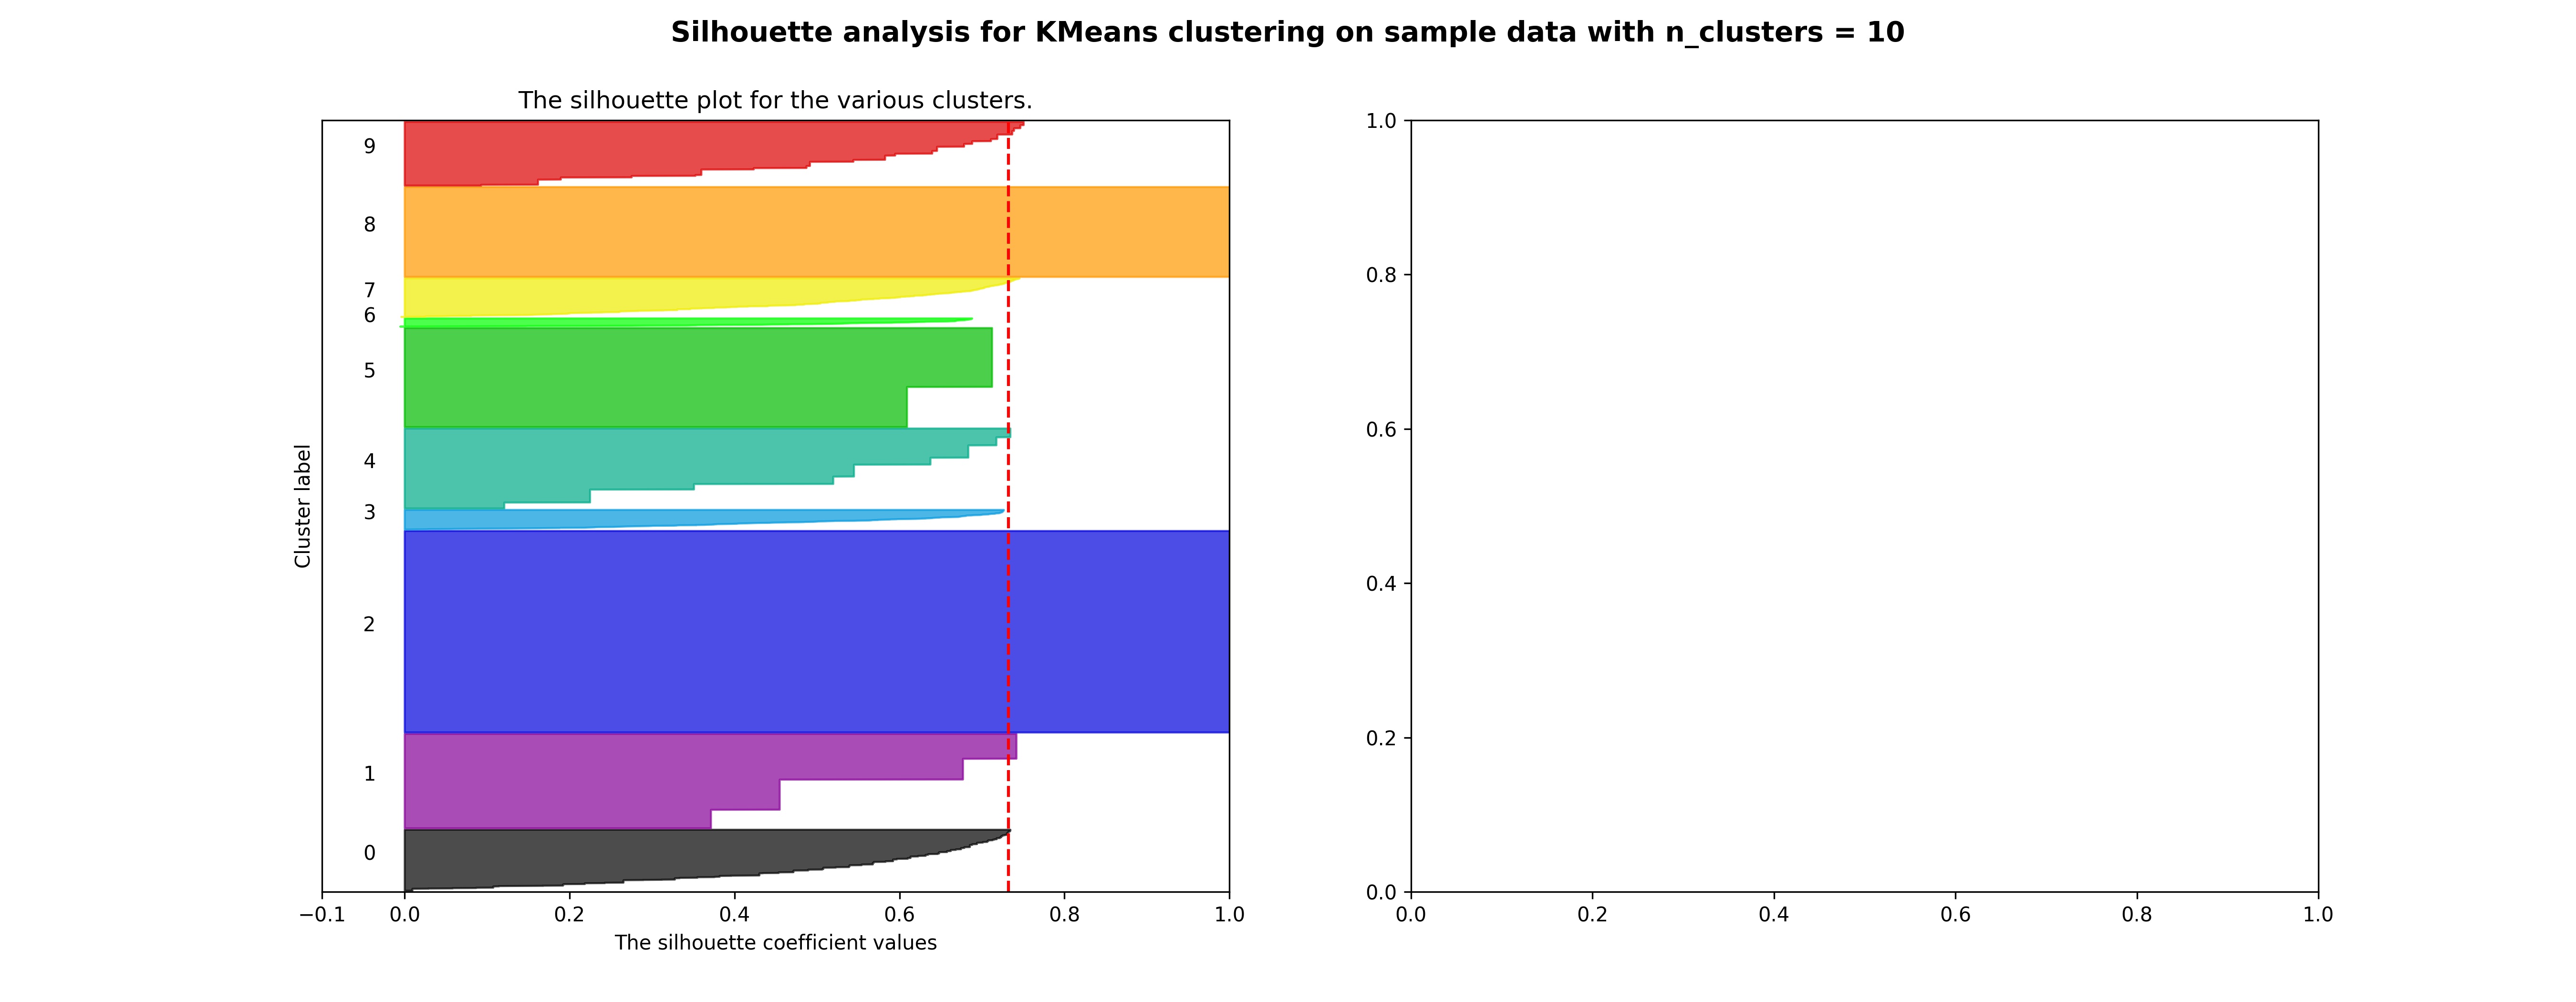 Silhouette analysis for KMeans clustering on sample data with n_clusters = 10
The silhouette plot for the various clusters.
Cluster label
9
8
7
6
5
4
3
2
1
0
−0.1 0.0 0.2 0.4 0.6 0.8 1.0
The silhouette coefficient values
1.0
0.8
0.6
0.4
0.2
0.0
0.0 0.2 0.4 0.6 0.8 1.0